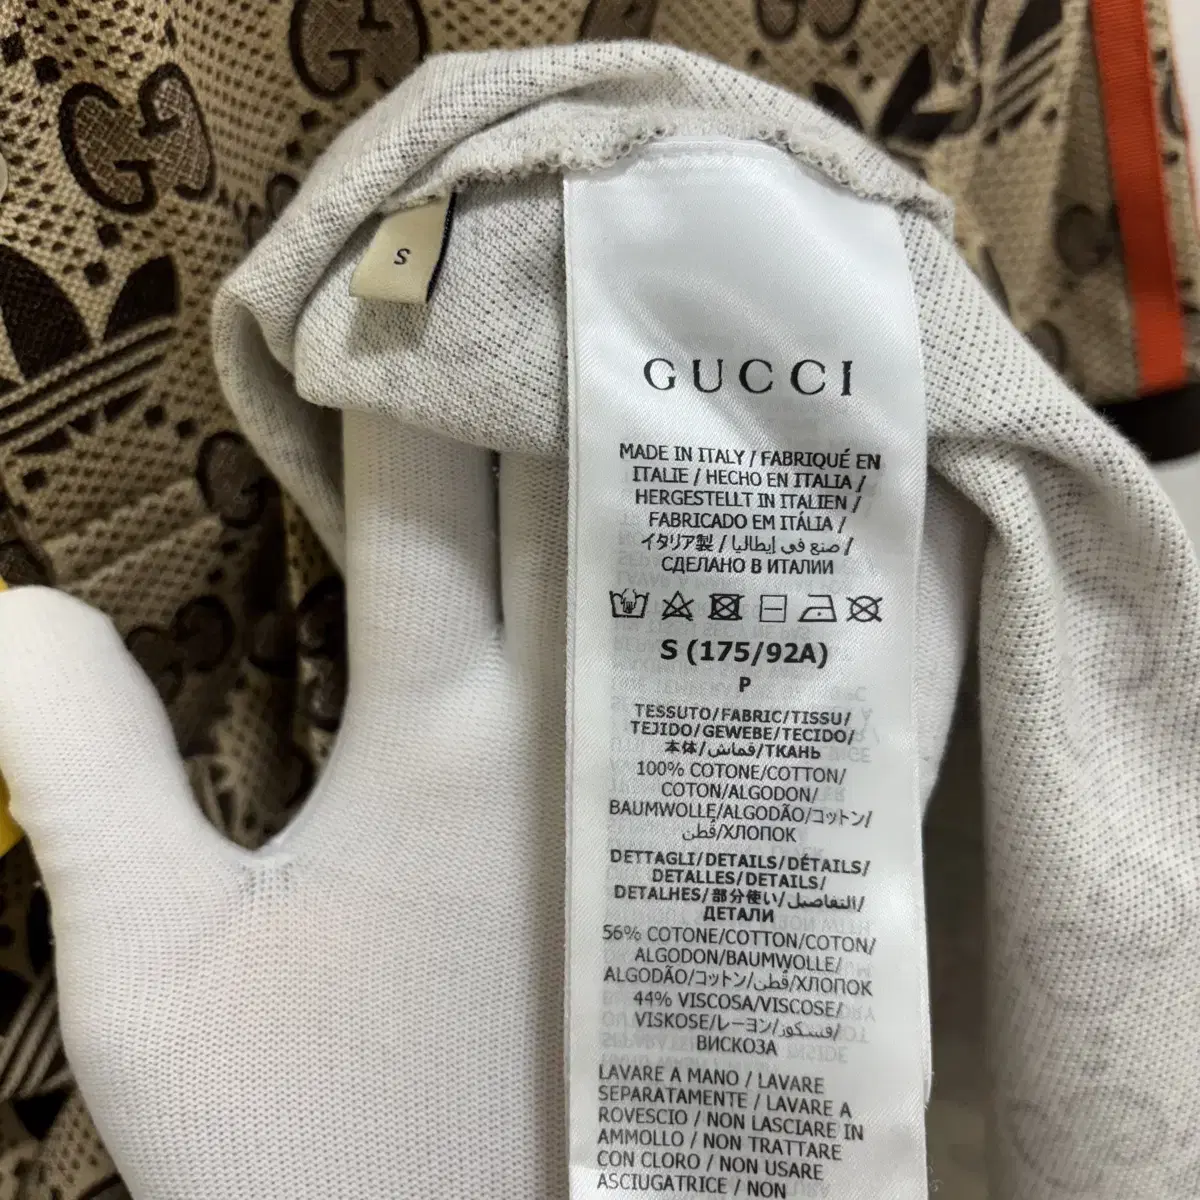 S
GUCCI
MADE IN ITALY / FABRIQUÉ EN
ITALIE / HECHO EN ITALIA /
HERGESTELLT IN ITALIEN /
FABRICADO EM ITÁLIA /
イタリア製 / صنع في إيطاليا /
СДЕЛАНО В ИТАЛИИ
S (175/92A)
P
TESSUTO/FABRIC/TISSU/
TEJIDO/GEWEBE/TECIDO/
本体/قماش/ТКАНЬ
100% COTONE/COTTON/
COTON/ALGODON/
BAUMWOLLE/ALGODÃO/コットン/
قُطن/ХЛОПОК
DETTAGLI/DETAILS/DÉTAILS/
DETALLES/DETAILS/
DETALHES/部分使い/التفاصيل/
ДЕТАЛИ
56% COTONE/COTTON/COTON/
ALGODON/BAUMWOLLE/
ALGODÃO/コットン/قُطن/ХЛОПОК
44% VISCOSA/VISCOSE/
VISKOSE/レーヨン/فسكوز/
ВИСКОЗА
LAVARE A MANO / LAVARE
SEPARATAMENTE / LAVARE A
ROVESCIO / NON LASCIARE IN
AMMOLLO / NON TRATTARE
CON CLORO / NON USARE
ASCIUGATRICE / NON